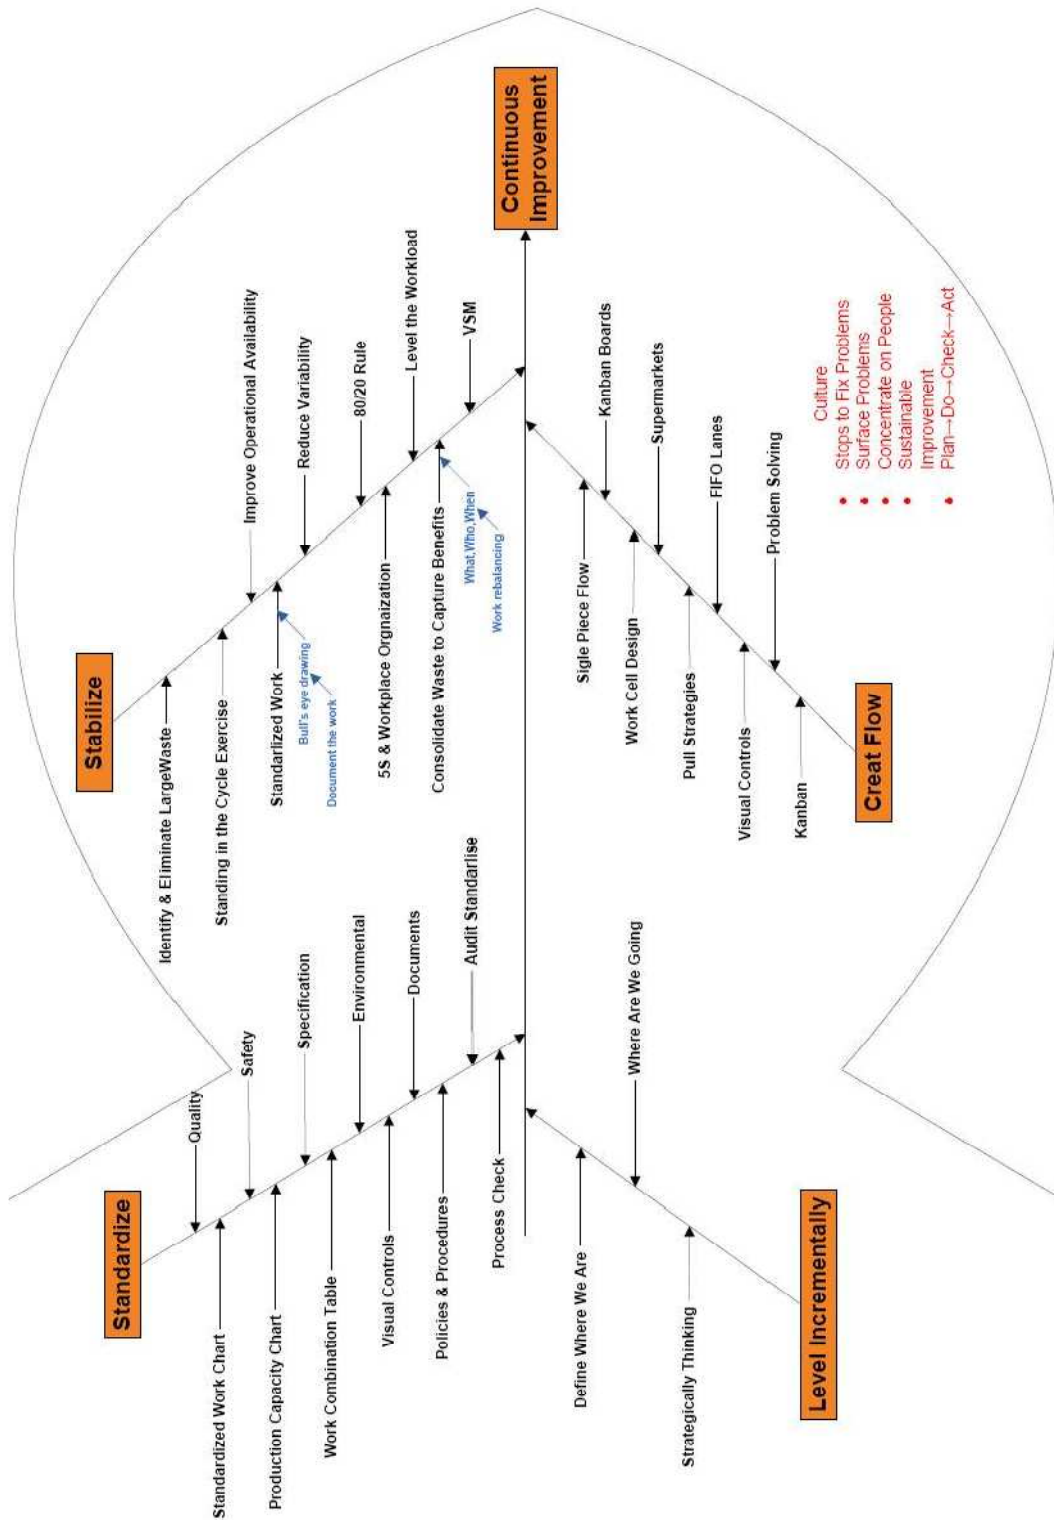 Standardize
Quality
Standardized Work Chart
Safety
Production Capacity Chart
Specification
Work Combination Table
Environmental
Visual Controls
Documents
Policies & Procedures
Audit Standarlise
Process Check
Stabilize
Identify & Eliminate LargeWaste
Standing in the Cycle Exercise
Improve Operational Availability
Standarlized Work
Bull's eye drawing
Document the work
Reduce Variability
80/20 Rule
5S & Workplace Orgnaization
Level the Workload
Consolidate Waste to Capture Benefits
What,Who,When
Work rebalancing
VSM
Continuous
Improvement
Level Incrementally
Define Where We Are
Where Are We Going
Strategically Thinking
Creat Flow
Sigle Piece Flow
Kanban Boards
Work Cell Design
Supermarkets
Pull Strategies
FIFO Lanes
Visual Controls
Problem Solving
Kanban
Culture
• Stops to Fix Problems
• Surface Problems
• Concentrate on People
• Sustainable
Improvement
• Plan→Do→Check→Act